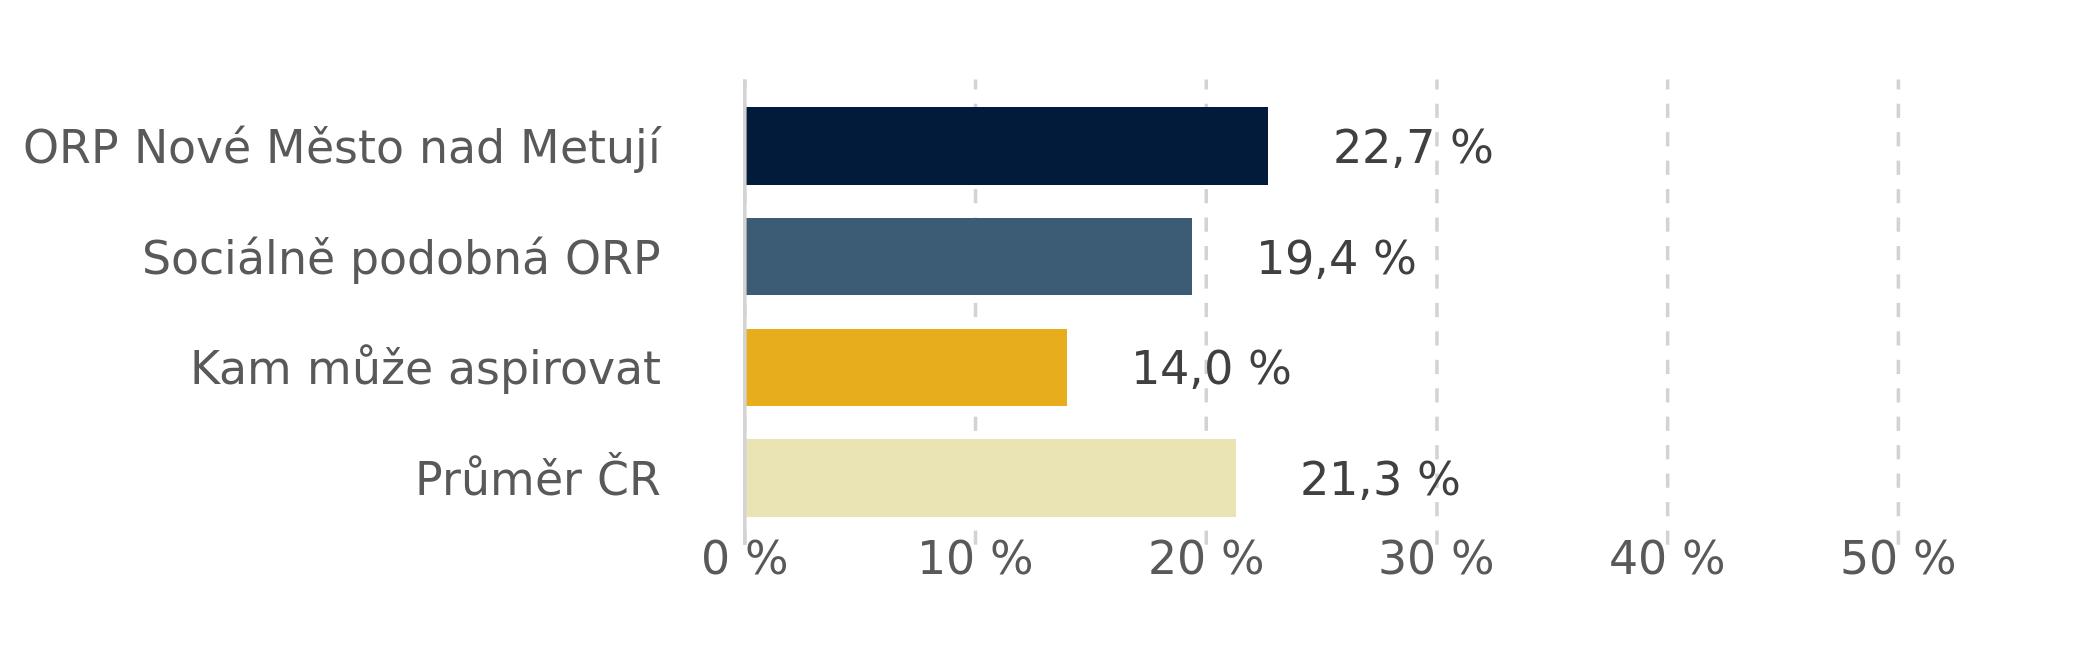 ORP Nové Město nad Metují 22,7 %
Sociálně podobná ORP 19,4 %
Kam může aspirovat 14,0 %
Průměr ČR 21,3 %
0 % 10 % 20 % 30 % 40 % 50 %